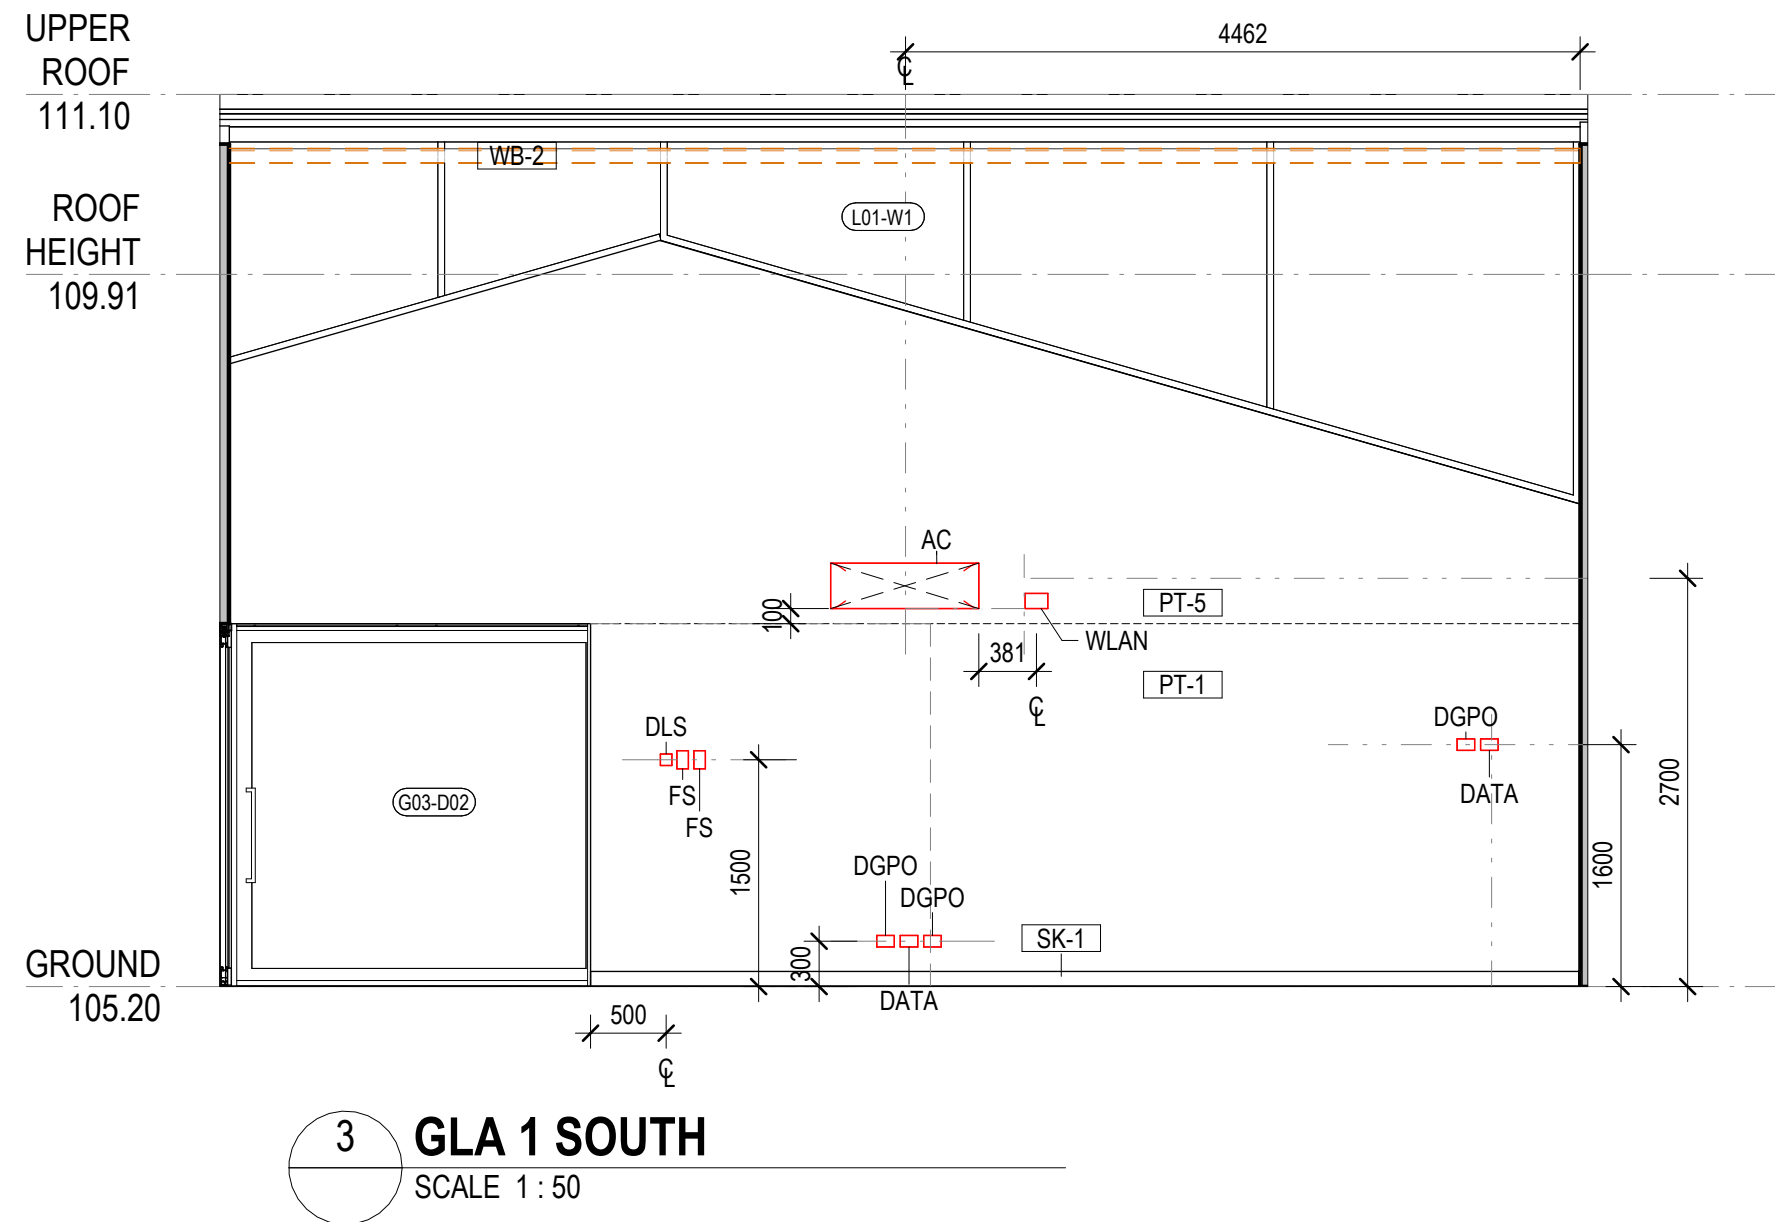 UPPER
ROOF
111.10
4462
℄
WB-2
ROOF
HEIGHT
109.91
L01-W1
AC
100
PT-5
WLAN
381
PT-1
℄
DLS
FS
FS
DGPO
DATA
2700
G03-D02
1500
1600
DGPO
DGPO
SK-1
300
DATA
GROUND
105.20
500
℄
3
GLA 1 SOUTH
SCALE 1 : 50